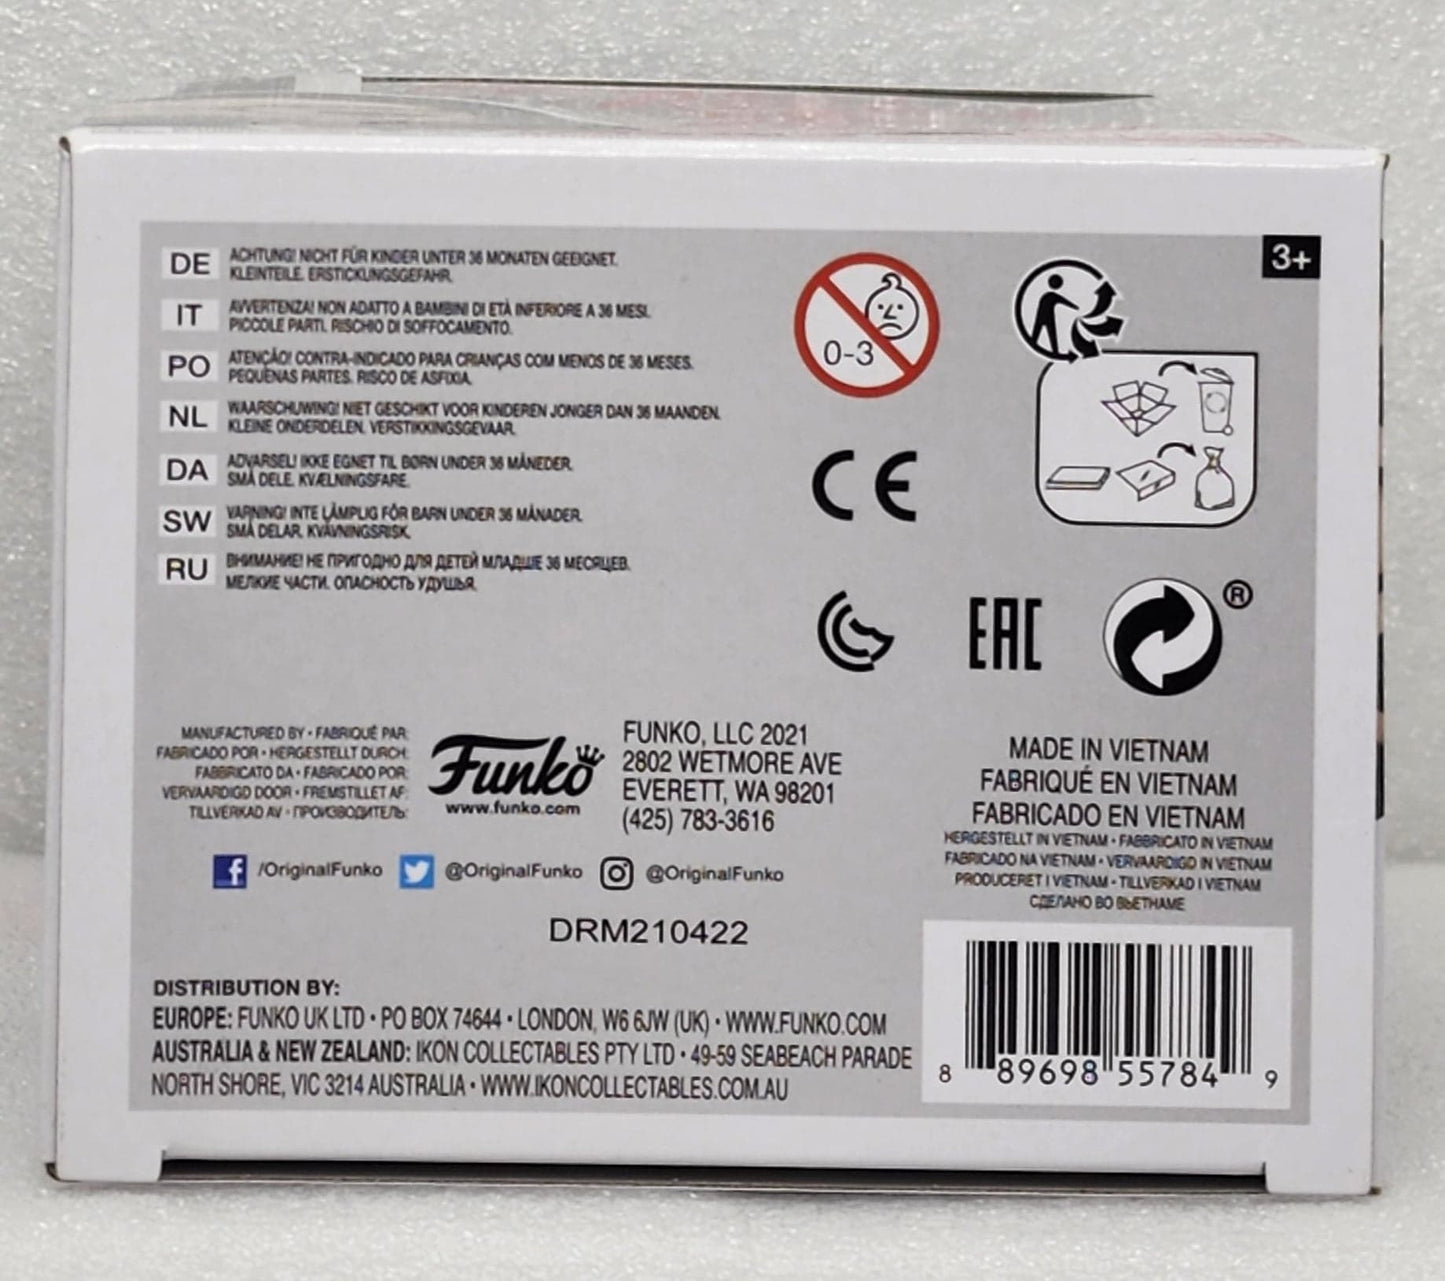 3+
DE
ACHTUNG! NICHT FÜR KINDER UNTER 36 MONATEN GEEIGNET.
KLEINTEILE. ERSTICKUNGSGEFAHR.
IT
AVVERTENZA! NON ADATTO A BAMBINI DI ETÀ INFERIORE A 36 MESI.
PICCOLE PARTI. RISCHIO DI SOFFOCAMENTO.
PO
ATENÇÃO! CONTRA-INDICADO PARA CRIANÇAS COM MENOS DE 36 MESES.
PEQUENAS PARTES. RISCO DE ASFIXIA.
NL
WAARSCHUWING! NIET GESCHIKT VOOR KINDEREN JONGER DAN 36 MAANDEN.
KLEINE ONDERDELEN. VERSTIKKINGSGEVAAR.
DA
ADVARSEL! IKKE EGNET TIL BØRN UNDER 36 MÅNEDER.
SMÅ DELE. KVÆLNINGSFARE.
SW
VARNING! INTE LÄMPLIG FÖR BARN UNDER 36 MÅNADER.
SMÅ DELAR. KVÄVNINGSRISK.
RU
ВНИМАНИЕ! НЕ ПРИГОДНО ДЛЯ ДЕТЕЙ МЛАДШЕ 36 МЕСЯЦЕВ.
МЕЛКИЕ ЧАСТИ. ОПАСНОСТЬ УДУШЬЯ.
0-3
CE
EAC
®
MANUFACTURED BY • FABRIQUÉ PAR:
FABRICADO POR • HERGESTELLT DURCH:
FABBRICATO DA • FABRICADO POR:
VERVAARDIGD DOOR • FREMSTILLET AF:
TILLVERKAD AV • ПРОИЗВОДИТЕЛЬ:
Funko
www.funko.com
FUNKO, LLC 2021
2802 WETMORE AVE
EVERETT, WA 98201
(425) 783-3616
MADE IN VIETNAM
FABRIQUÉ EN VIETNAM
FABRICADO EN VIETNAM
HERGESTELLT IN VIETNAM • FABBRICATO IN VIETNAM
FABRICADO NA VIETNAM • VERVAARDIGD IN VIETNAM
PRODUCERET I VIETNAM • TILLVERKAD I VIETNAM
СДЕЛАНО ВО ВЬЕТНАМЕ
/OriginalFunko @OriginalFunko @OriginalFunko
DRM210422
DISTRIBUTION BY:
EUROPE: FUNKO UK LTD • PO BOX 74644 • LONDON, W6 6JW (UK) • WWW.FUNKO.COM
AUSTRALIA & NEW ZEALAND: IKON COLLECTABLES PTY LTD • 49-59 SEABEACH PARADE
NORTH SHORE, VIC 3214 AUSTRALIA • WWW.IKONCOLLECTABLES.COM.AU
8 89698 55784 9